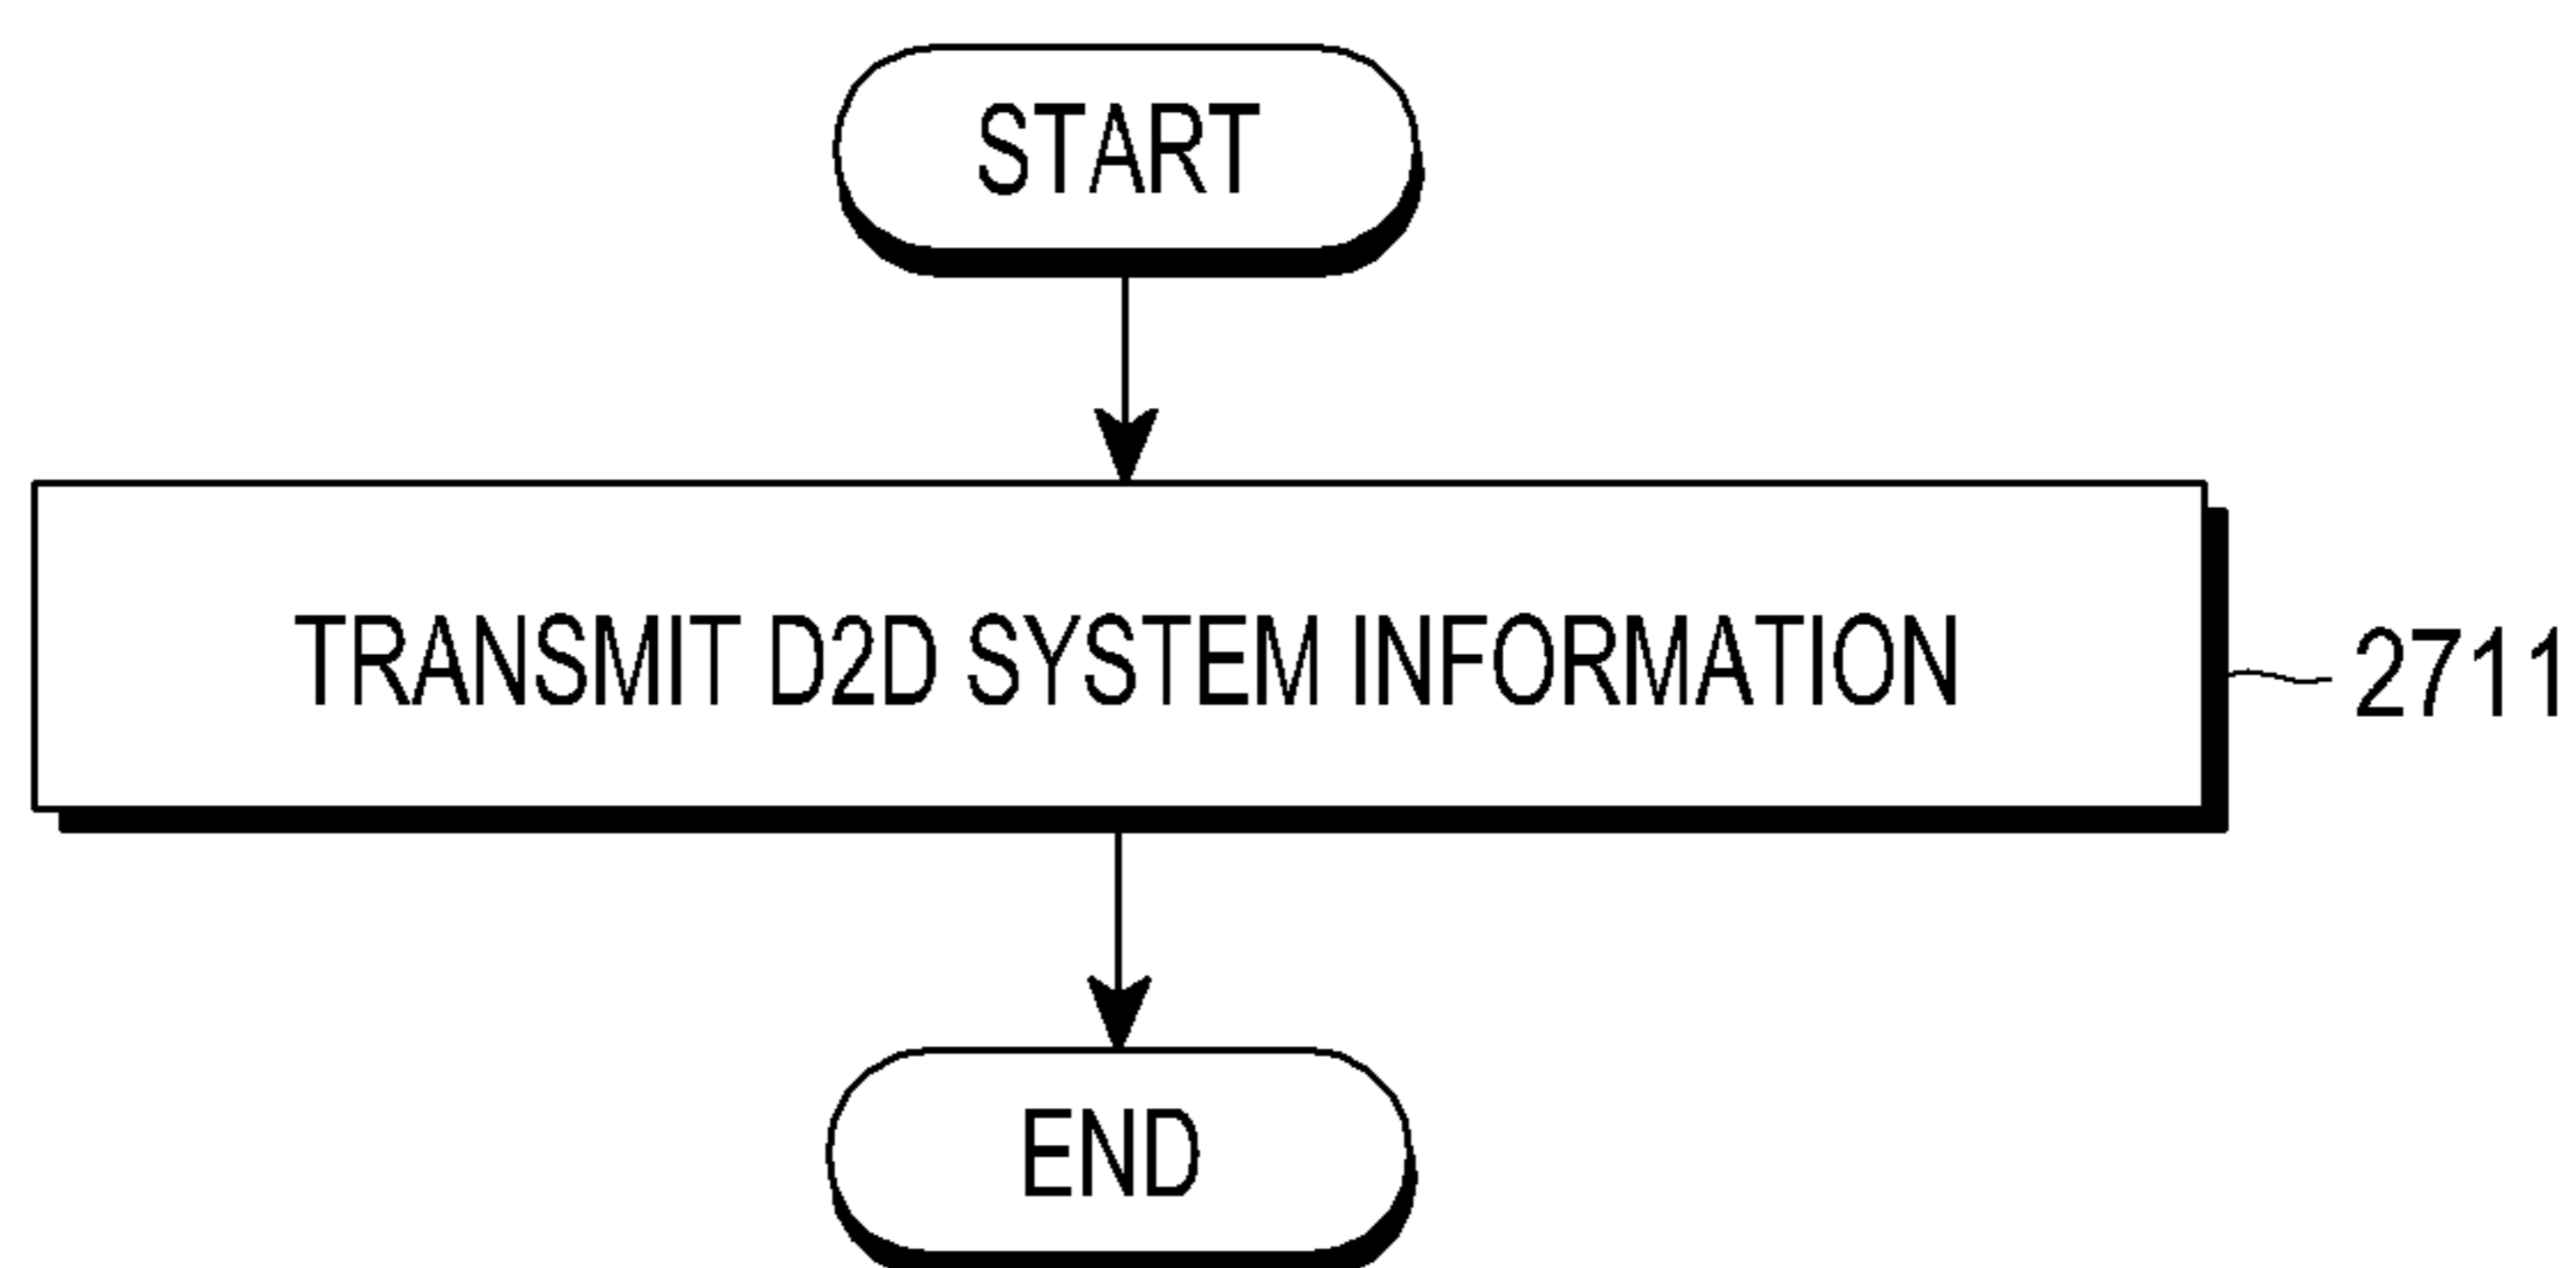 START
TRANSMIT D2D SYSTEM INFORMATION
2711
END